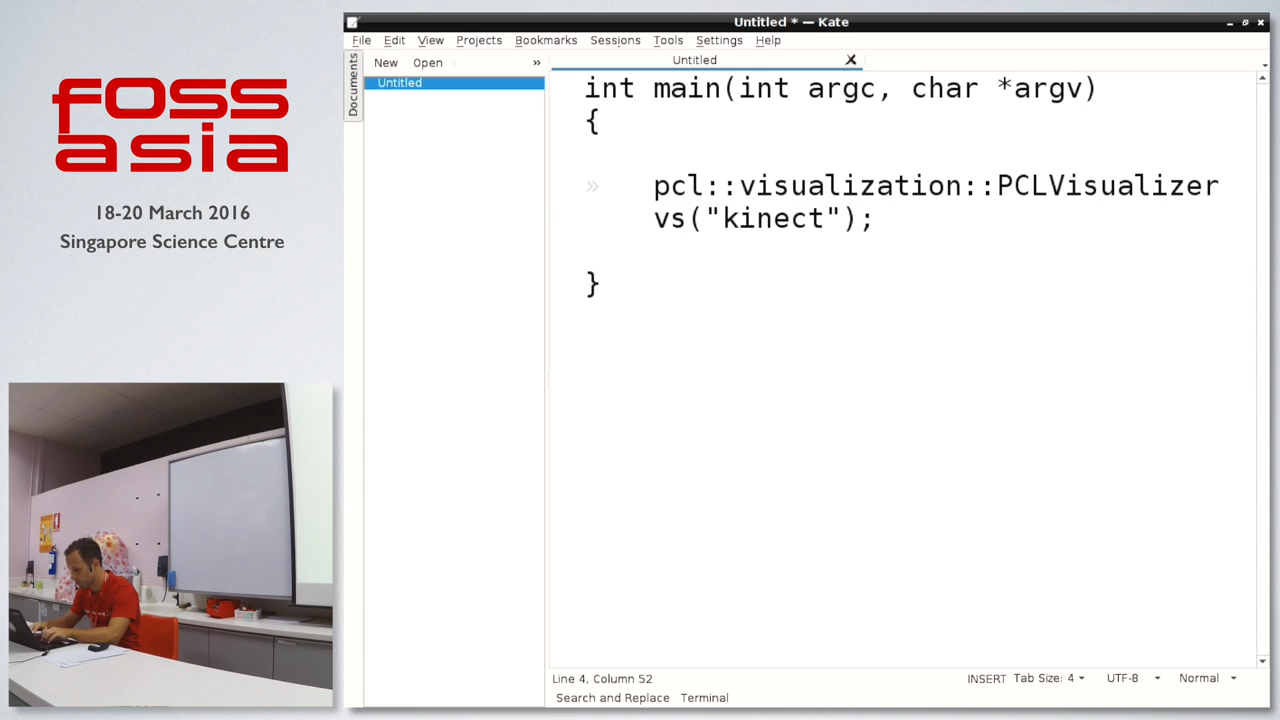 foss
asia
18-20 March 2016
Singapore Science Centre
Untitled * — Kate
File Edit View Projects Bookmarks Sessions Tools Settings Help
Documents
New Open »
Untitled
Untitled
int main(int argc, char *argv)
{
» pcl::visualization::PCLVisualizer
vs("kinect");
}
Line 4, Column 52
INSERT Tab Size: 4 UTF-8 Normal
Search and Replace Terminal